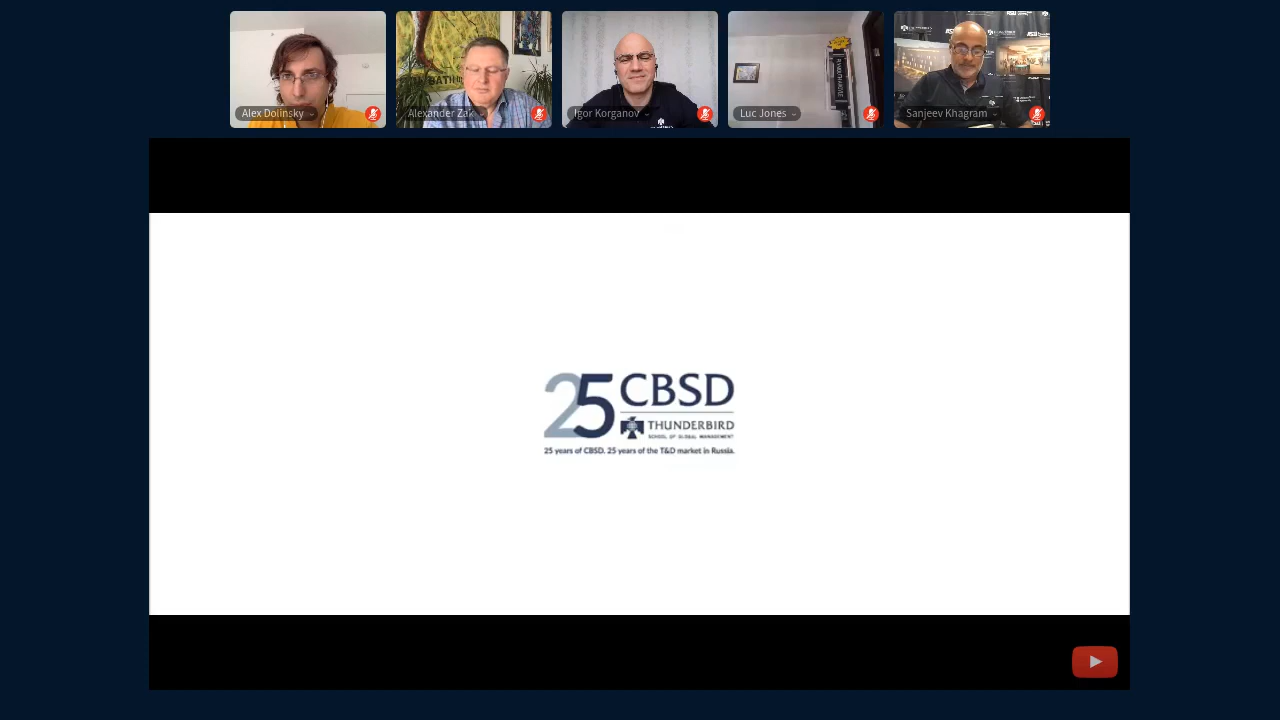 Alex Dolinsky
Alexander Zak
Igor Korganov
Luc Jones
Sanjeev Khagram
25 CBSD
THUNDERBIRD
SCHOOL OF GLOBAL MANAGEMENT
25 years of CBSD. 25 years of the T&D market in Russia.